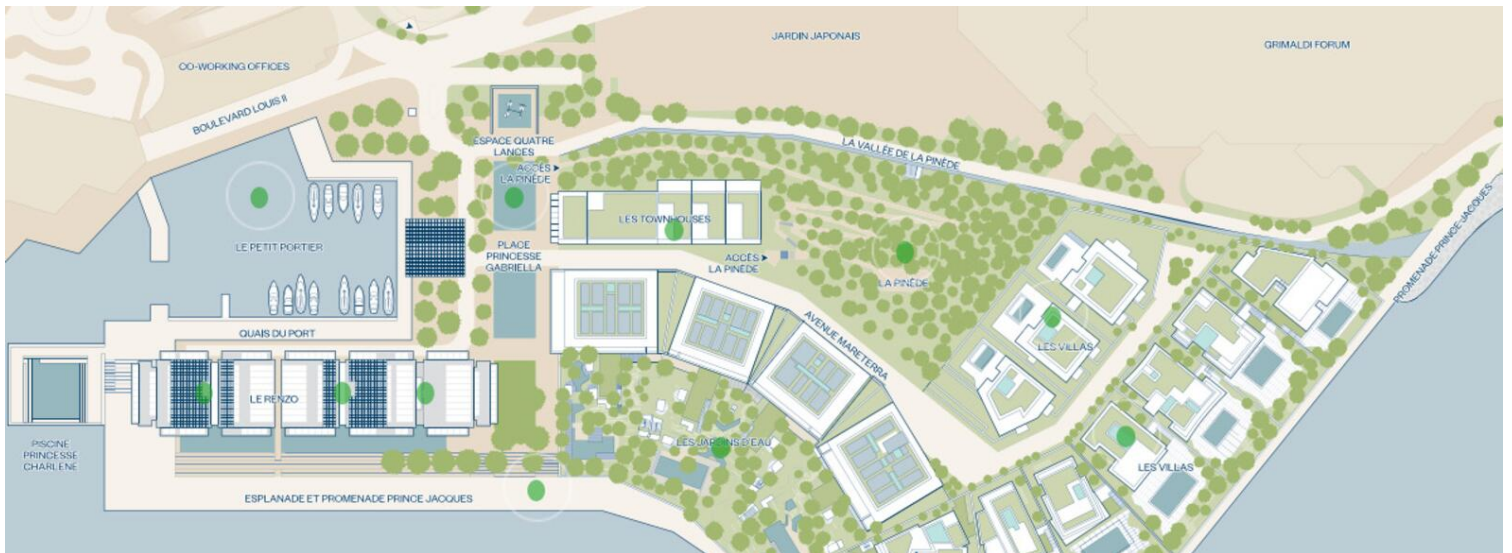 JARDIN JAPONAIS
GRIMALDI FORUM
CO-WORKING OFFICES
BOULEVARD LOUIS II
ESPACE QUATRE
LANCES
LA VALLÉE DE LA PINÈDE
ACCÈS
LA PINÈDE
PROMENADE PRINCE JACQUES
LES TOWNHOUSES
LE PETIT PORTIER
PLACE
PRINCESSE
GABRIELLA
ACCÈS
LA PINÈDE
LA PINÈDE
QUAIS DU PORT
AVENUE MARETERRA
LES VILLAS
LE RENZO
PISCINE
PRINCESSE
CHARLENE
LES JARDINS D'EAU
LES VILLAS
ESPLANADE ET PROMENADE PRINCE JACQUES